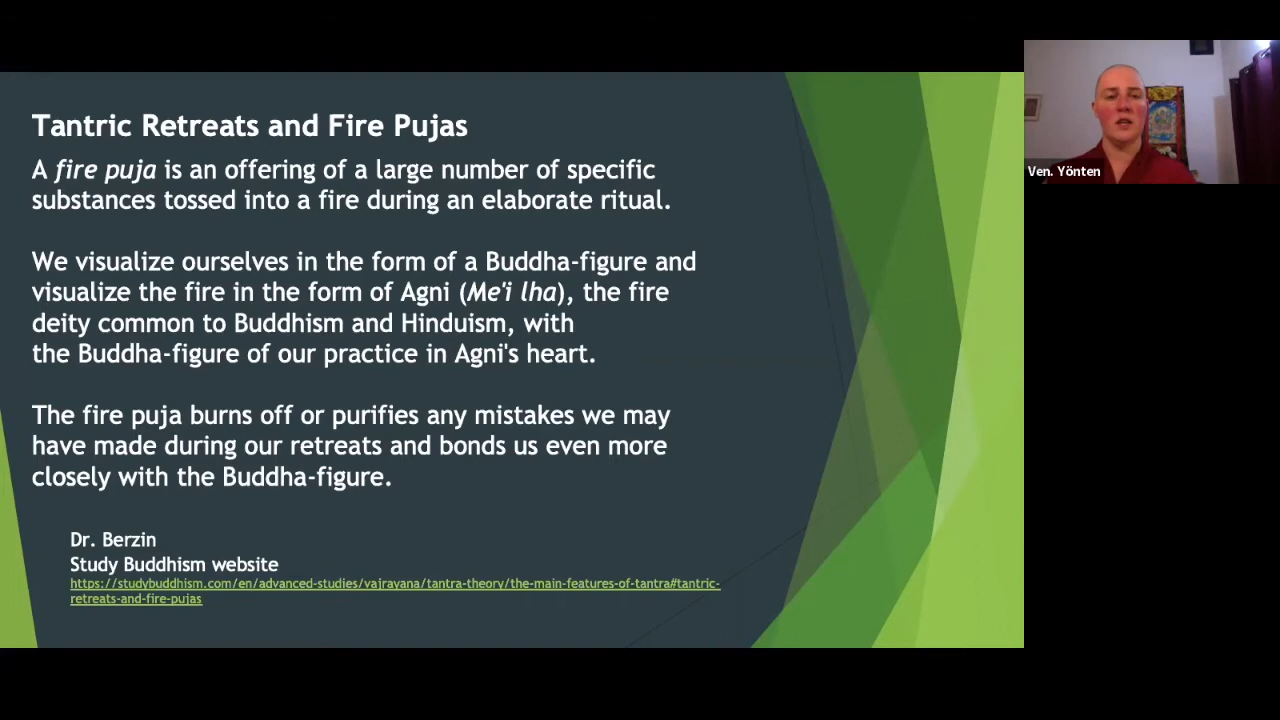 Tantric Retreats and Fire Pujas
A fire puja is an offering of a large number of specific
substances tossed into a fire during an elaborate ritual.
We visualize ourselves in the form of a Buddha-figure and
visualize the fire in the form of Agni (Me'i lha), the fire
deity common to Buddhism and Hinduism, with
the Buddha-figure of our practice in Agni's heart.
The fire puja burns off or purifies any mistakes we may
have made during our retreats and bonds us even more
closely with the Buddha-figure.
Dr. Berzin
Study Buddhism website
https://studybuddhism.com/en/advanced-studies/vajrayana/tantra-theory/the-main-features-of-tantra#tantric-
retreats-and-fire-pujas
Ven. Yönten